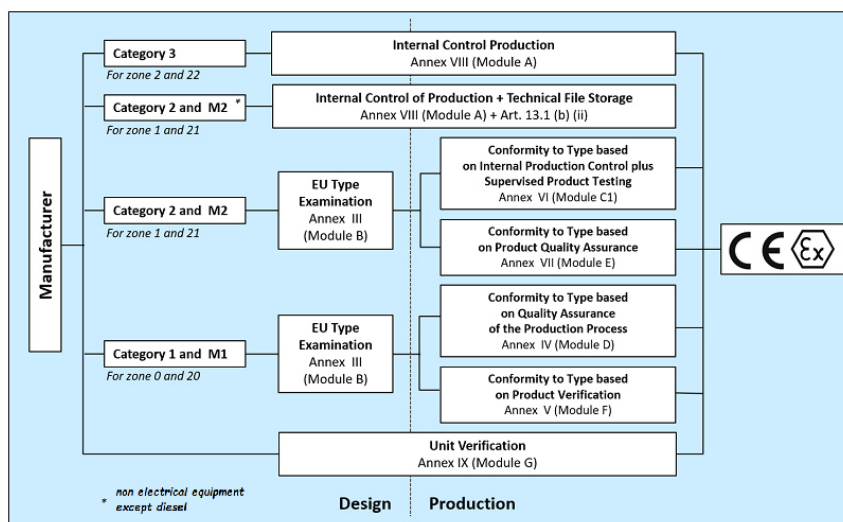 Manufacturer
Category 3
For zone 2 and 22
Internal Control Production
Annex VIII (Module A)
Category 2 and M2 *
For zone 1 and 21
Internal Control of Production + Technical File Storage
Annex VIII (Module A) + Art. 13.1 (b) (ii)
Category 2 and M2
For zone 1 and 21
EU Type
Examination
Annex III
(Module B)
Conformity to Type based
on Internal Production Control plus
Supervised Product Testing
Annex VI (Module C1)
Conformity to Type based
on Product Quality Assurance
Annex VII (Module E)
Category 1 and M1
For zone 0 and 20
EU Type
Examination
Annex III
(Module B)
Conformity to Type based
on Quality Assurance
of the Production Process
Annex IV (Module D)
Conformity to Type based
on Product Verification
Annex V (Module F)
Unit Verification
Annex IX (Module G)
CE Ex
* non electrical equipment
except diesel
Design
Production